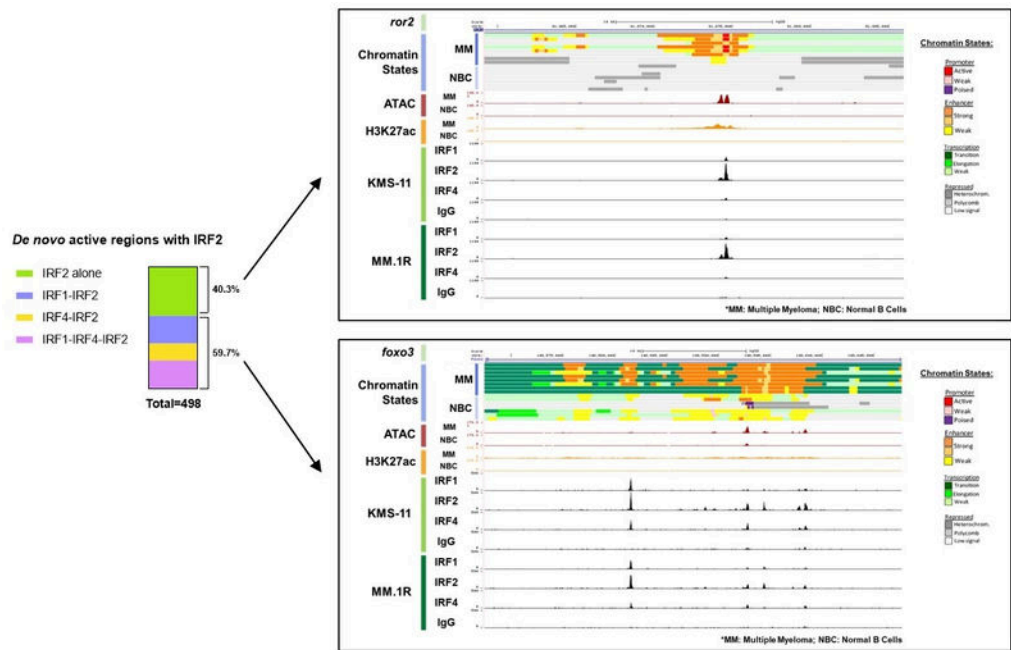 De novo active regions with IRF2
IRF2 alone
IRF1-IRF2
IRF4-IRF2
IRF1-IRF4-IRF2
40.3%
59.7%
Total=498
ror2
Chromatin
States
MM
NBC
ATAC
MM
NBC
H3K27ac
MM
NBC
KMS-11
IRF1
IRF2
IRF4
IgG
MM.1R
IRF1
IRF2
IRF4
IgG
*MM: Multiple Myeloma; NBC: Normal B Cells
Chromatin States:
Promoter
Active
Weak
Poised
Enhancer
Strong
Weak
Transcription
Transition
Elongation
Weak
Repressed
Heterochrom.
Polycomb
Low signal
foxo3
Chromatin
States
MM
NBC
ATAC
MM
NBC
H3K27ac
MM
NBC
KMS-11
IRF1
IRF2
IRF4
IgG
MM.1R
IRF1
IRF2
IRF4
IgG
*MM: Multiple Myeloma; NBC: Normal B Cells
Chromatin States:
Promoter
Active
Weak
Poised
Enhancer
Strong
Weak
Transcription
Transition
Elongation
Weak
Repressed
Heterochrom.
Polycomb
Low signal